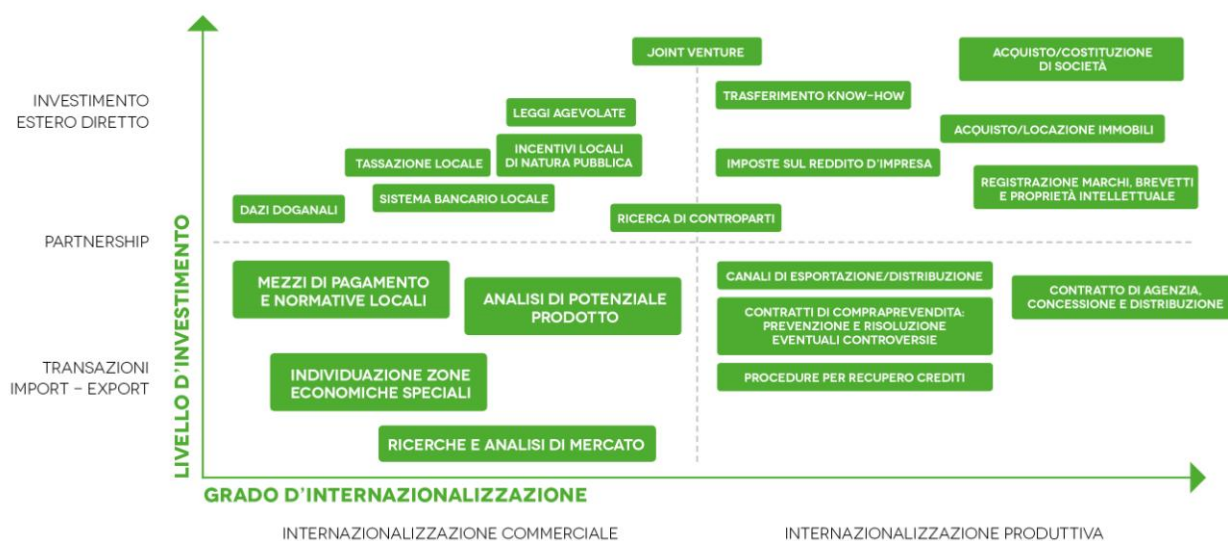 JOINT VENTURE
ACQUISTO/COSTITUZIONE
DI SOCIETÀ
INVESTIMENTO
ESTERO DIRETTO
TRASFERIMENTO KNOW-HOW
LEGGI AGEVOLATE
ACQUISTO/LOCAZIONE IMMOBILI
INCENTIVI LOCALI
DI NATURA PUBBLICA
TASSAZIONE LOCALE
IMPOSTE SUL REDDITO D'IMPRESA
SISTEMA BANCARIO LOCALE
REGISTRAZIONE MARCHI, BREVETTI
E PROPRIETÀ INTELLETTUALE
DAZI DOGANALI
RICERCA DI CONTROPARTI
PARTNERSHIP
LIVELLO D'INVESTIMENTO
MEZZI DI PAGAMENTO
E NORMATIVE LOCALI
ANALISI DI POTENZIALE
PRODOTTO
CANALI DI ESPORTAZIONE/DISTRIBUZIONE
CONTRATTO DI AGENZIA,
CONCESSIONE E DISTRIBUZIONE
CONTRATTI DI COMPRAPREVENDITA:
PREVENZIONE E RISOLUZIONE
EVENTUALI CONTROVERSIE
TRANSAZIONI
IMPORT - EXPORT
INDIVIDUAZIONE ZONE
ECONOMICHE SPECIALI
PROCEDURE PER RECUPERO CREDITI
RICERCHE E ANALISI DI MERCATO
GRADO D'INTERNAZIONALIZZAZIONE
INTERNAZIONALIZZAZIONE COMMERCIALE
INTERNAZIONALIZZAZIONE PRODUTTIVA